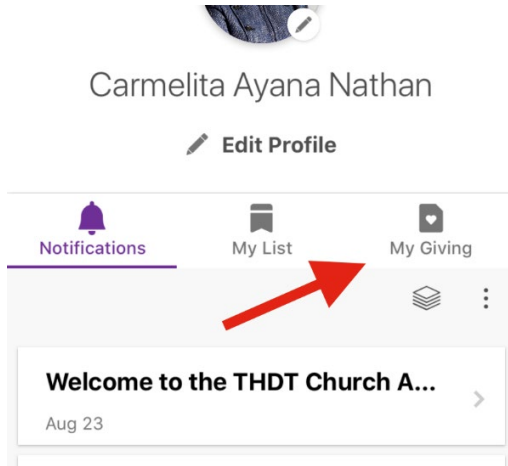 Carmelita Ayana Nathan
Edit Profile
Notifications My List My Giving
Welcome to the THDT Church A...
Aug 23